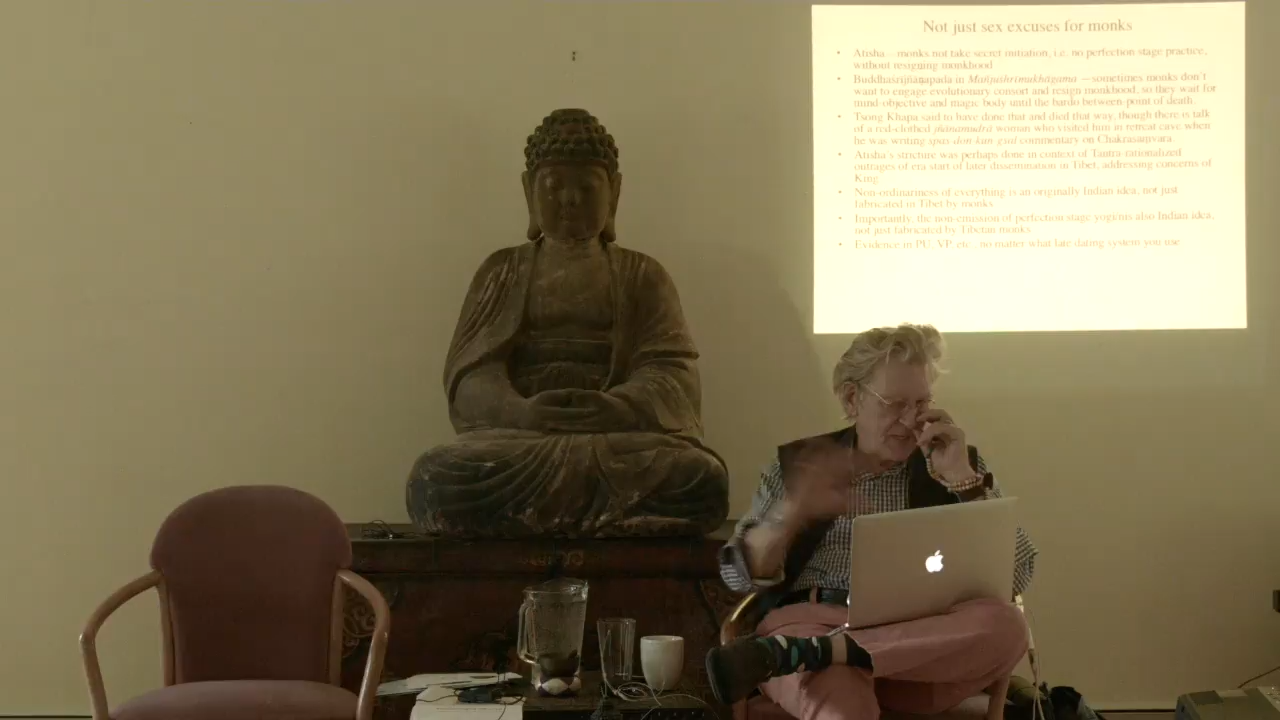 Not just sex excuses for monks
• Atisha—monks not take secret initiation, i.e. no perfection stage practice,
without resigning monkhood
• Buddhaśrijñānapada in Mañjushrīmukhāgama —sometimes monks don't
want to engage evolutionary consort and resign monkhood, so they wait for
mind-objective and magic body until the bardo between-point of death.
• Tsong Khapa said to have done that and died that way, though there is talk
of a red-clothed jñānamudrā woman who visited him in retreat cave when
he was writing spas don kun gsal commentary on Chakrasamvara.
• Atisha's stricture was perhaps done in context of Tantra-rationalized
outrages of era start of later dissemination in Tibet, addressing concerns of
King
• Non-ordinariness of everything is an originally Indian idea, not just
fabricated in Tibet by monks.
• Importantly, the non-emission of perfection stage yogenis also Indian idea,
not just fabricated by Tibetan monks.
• Evidence in PU, VP, etc., no matter what late dating system you use